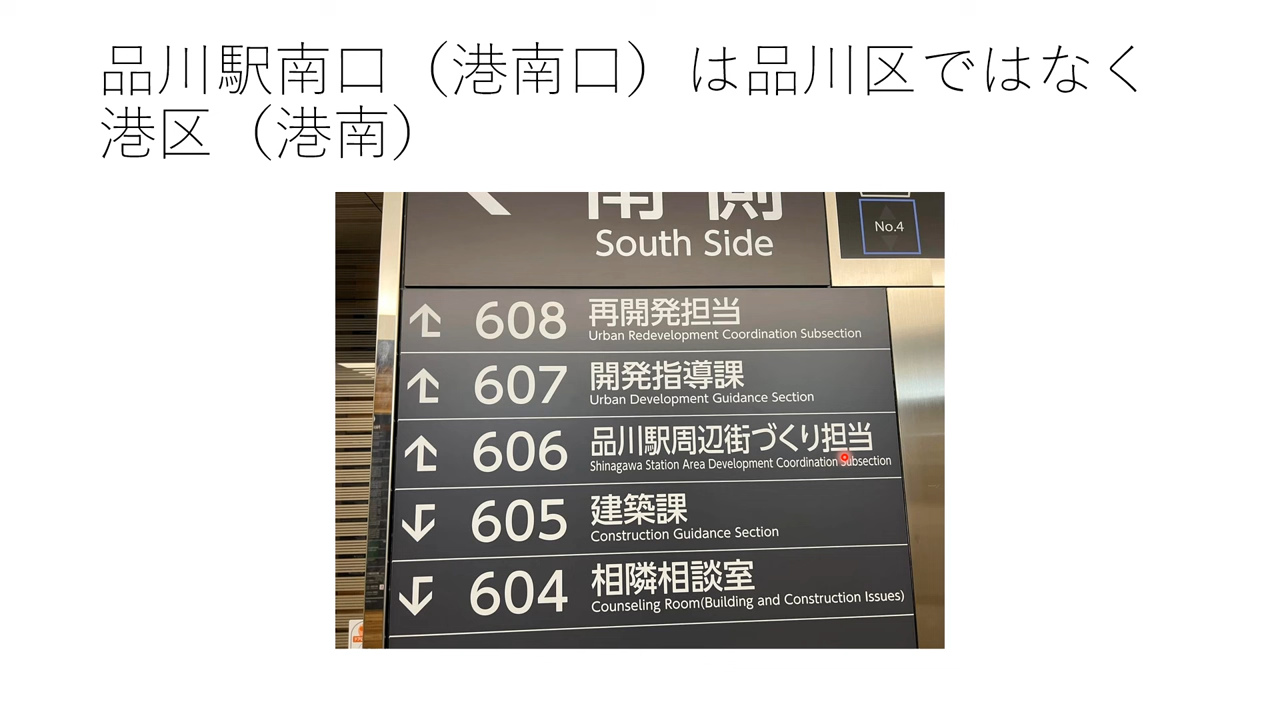 品川駅南口（港南口）は品川区ではなく
港区（港南）
南側
South Side
No.4
608 再開発担当
Urban Redevelopment Coordination Subsection
607 開発指導課
Urban Development Guidance Section
606 品川駅周辺街づくり担当
Shinagawa Station Area Development Coordination Subsection
605 建築課
Construction Guidance Section
604 相隣相談室
Counseling Room(Building and Construction Issues)